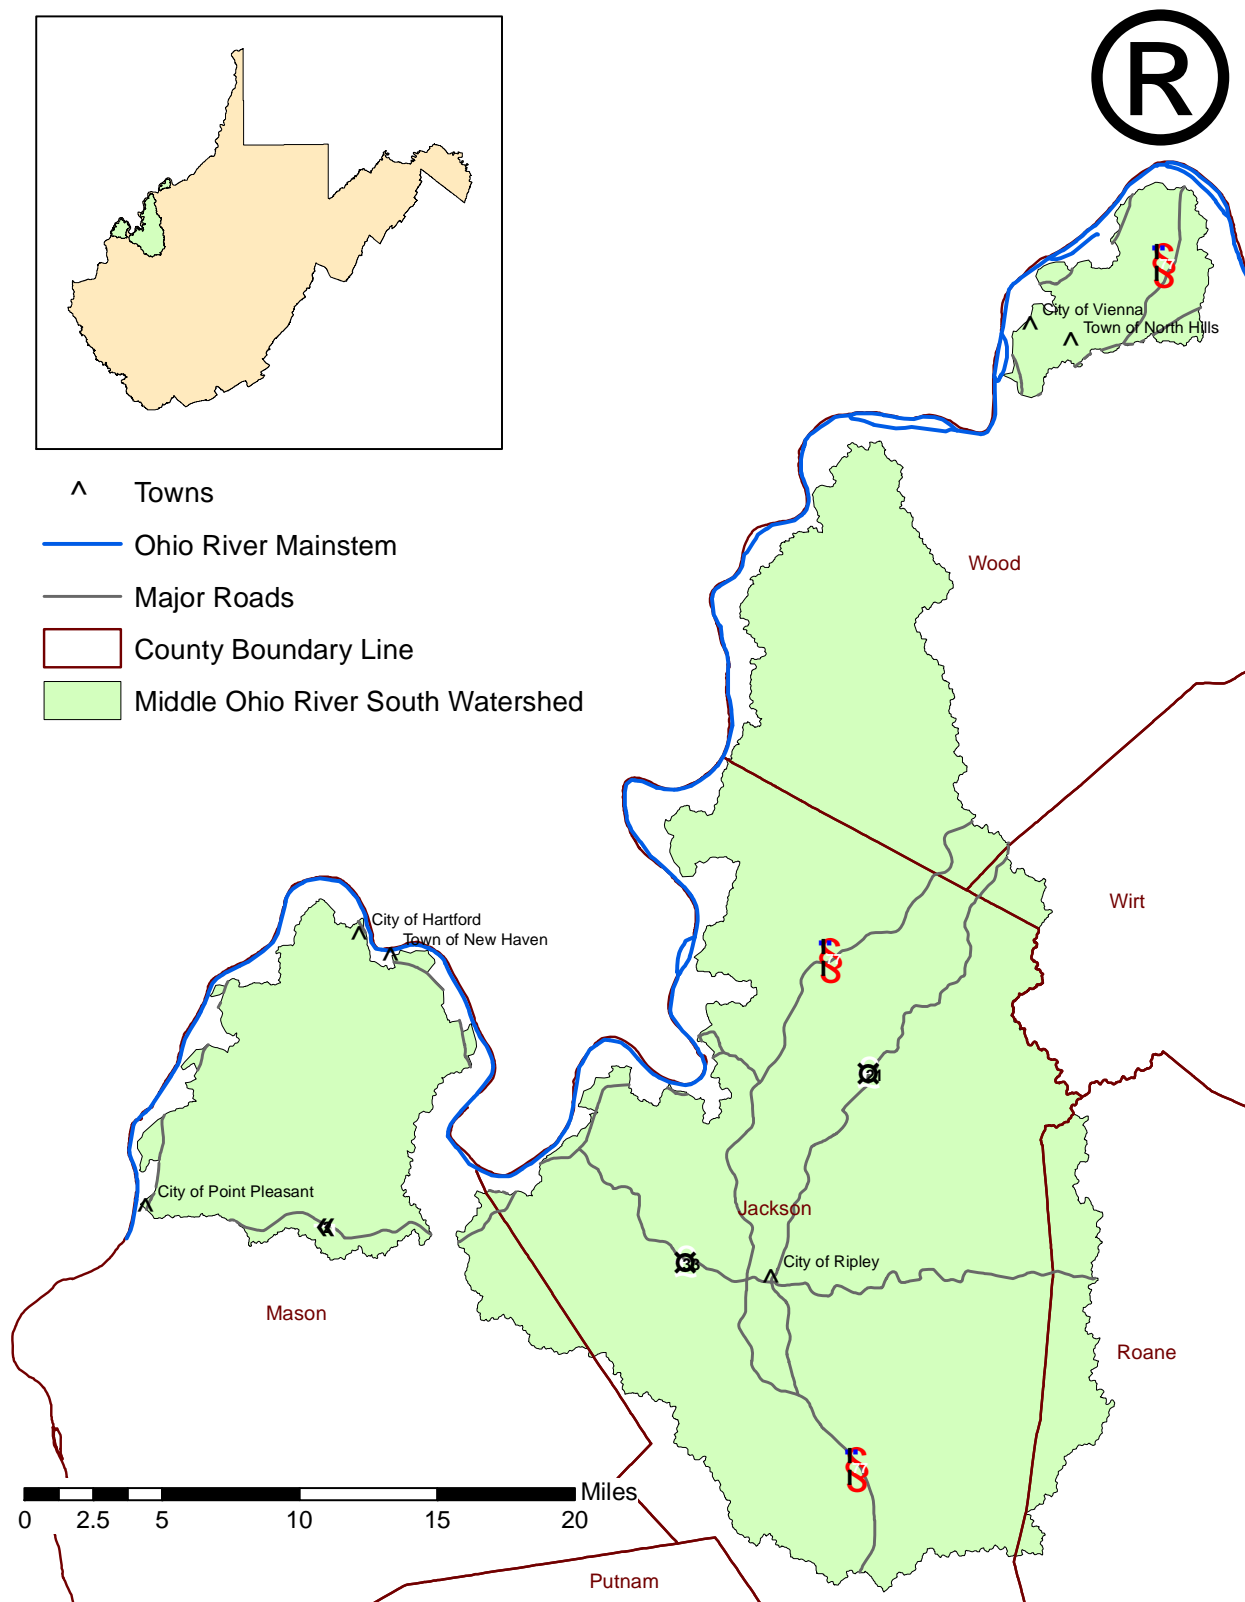 R
City of Vienna
Town of North Hills
Towns
Ohio River Mainstem
Wood
Major Roads
County Boundary Line
Middle Ohio River South Watershed
Wirt
City of Hartford
Town of New Haven
City of Point Pleasant
Jackson
City of Ripley
33
Mason
Roane
Miles
0 2.5 5 10 15 20
Putnam